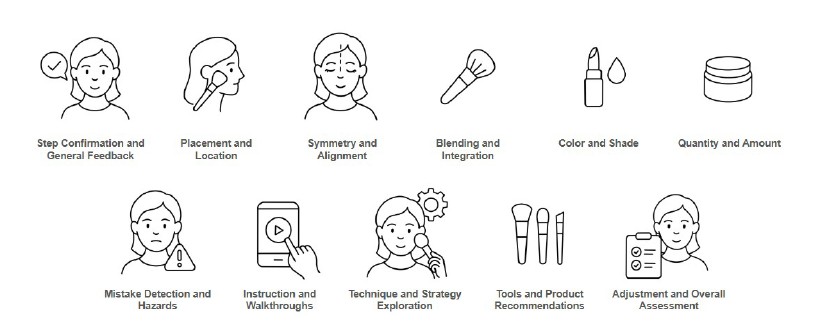 Step Confirmation and
General Feedback
Placement and
Location
Symmetry and
Alignment
Blending and
Integration
Color and Shade
Quantity and Amount
Mistake Detection and
Hazards
Instruction and
Walkthroughs
Technique and Strategy
Exploration
Tools and Product
Recommendations
Adjustment and Overall
Assessment